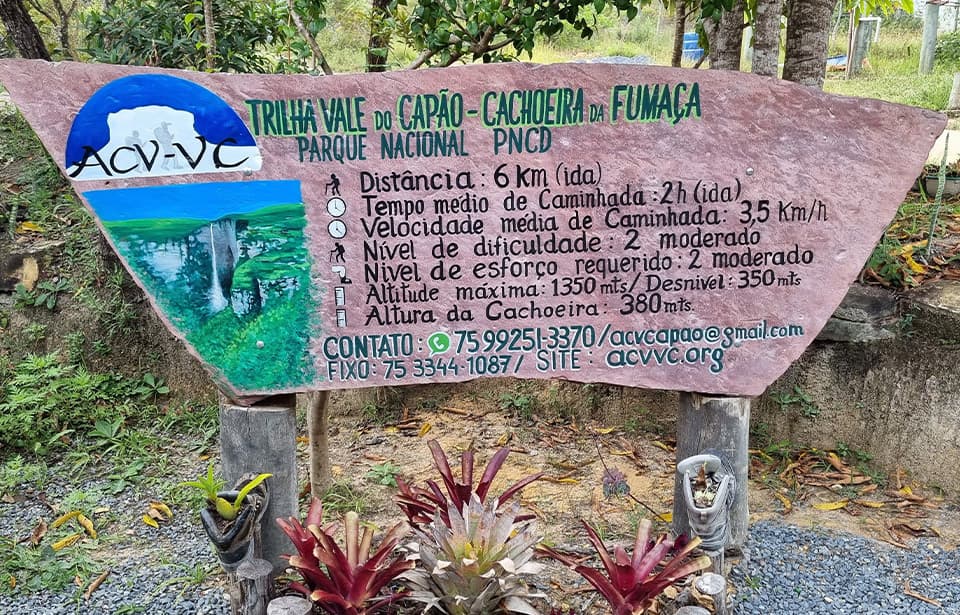 ACV-VC
TRILHA VALE DO CAPÃO - CACHOEIRA DA FUMAÇA
PARQUE NACIONAL PNCD
Distância: 6 km (ida)
Tempo médio de Caminhada: 2h (ida)
Velocidade média de Caminhada: 3,5 Km/h
Nível de dificuldade: 2 moderado
Nível de esforço requerido: 2 moderado
Altitude máxima: 1350 mts/ Desnível: 350 mts
Altura da Cachoeira: 380 mts.
CONTATO: 75 99251-3370/acvcapao@gmail.com
FIXO: 75 3344-1087/ SITE: acvvc.org